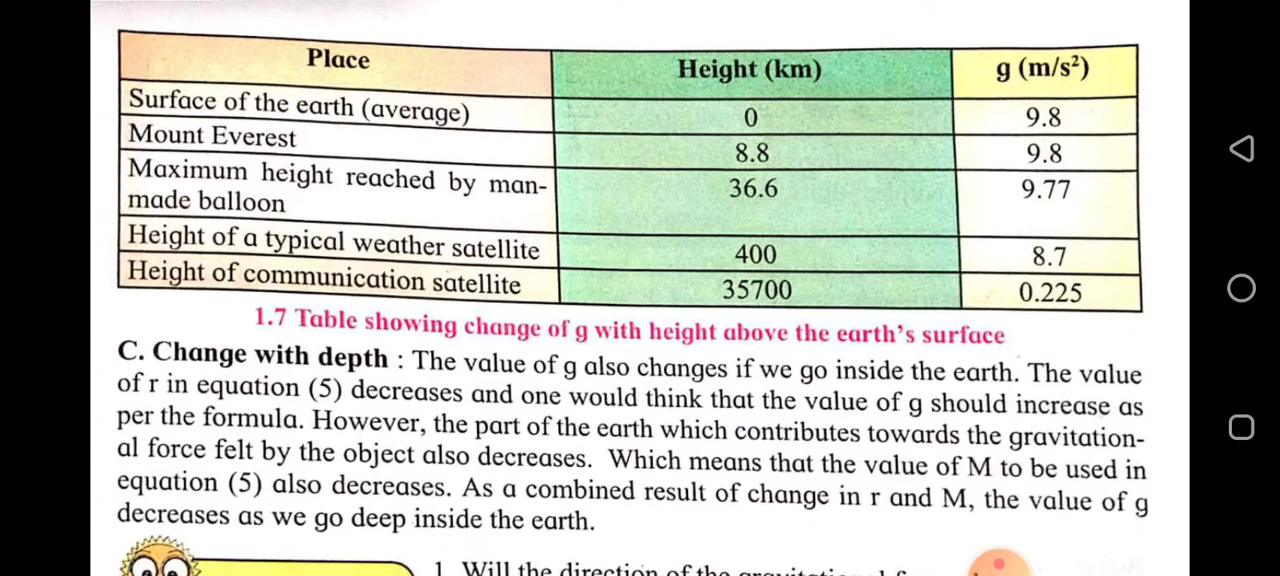 Place Height (km) g (m/s²)
Surface of the earth (average) 0 9.8
Mount Everest 8.8 9.8
Maximum height reached by man- 36.6 9.77
made balloon
Height of a typical weather satellite 400 8.7
Height of communication satellite 35700 0.225
1.7 Table showing change of g with height above the earth's surface
C. Change with depth : The value of g also changes if we go inside the earth. The value
of r in equation (5) decreases and one would think that the value of g should increase as
per the formula. However, the part of the earth which contributes towards the gravitation-
al force felt by the object also decreases. Which means that the value of M to be used in
equation (5) also decreases. As a combined result of change in r and M, the value of g
decreases as we go deep inside the earth.
1. Will the direction of the